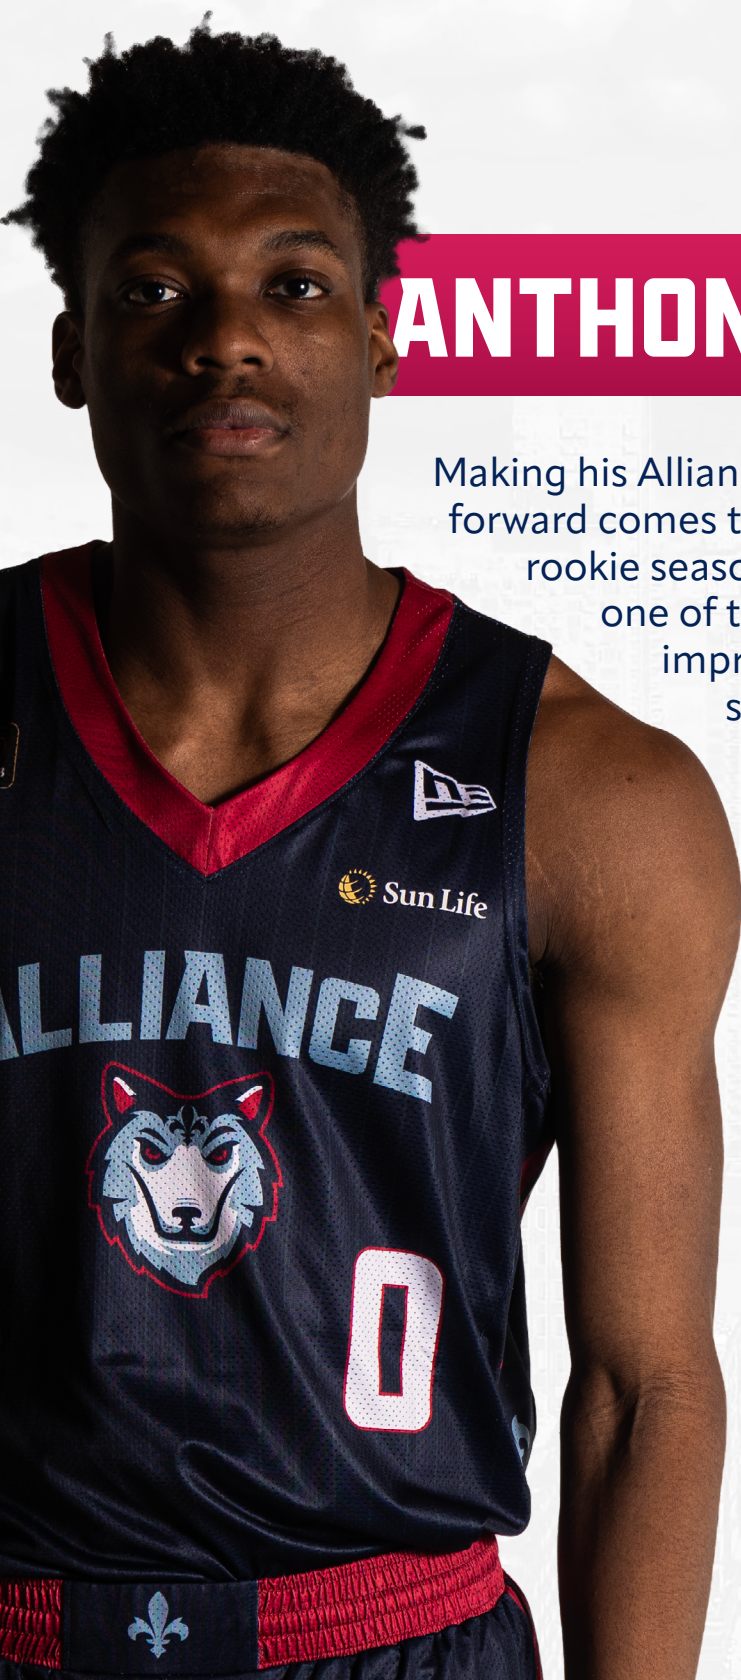 ANTHON
Making his Allian
forward comes t
rookie seaso
one of t
impr
s
Sun Life
ALLIANCE
0